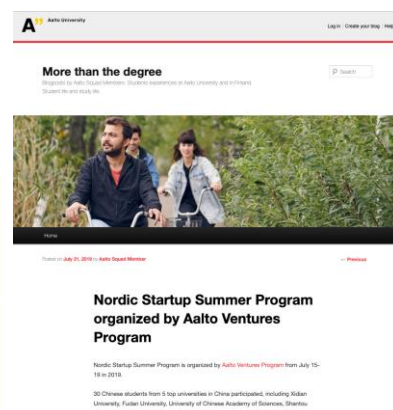 A" Aalto University
Log in Create your blog Help
More than the degree
Search
Blogposts by Aalto Squad Members. Students experiences at Aalto University and in Finland.
Student life and study life.
Home
Posted on July 21, 2019 by Aalto Squad Member
← Previous
Nordic Startup Summer Program
organized by Aalto Ventures
Program
Nordic Startup Summer Program is organized by Aalto Ventures Program from July 15-
19 in 2019.
30 Chinese students from 5 top universities in China participated, including Xidian
University, Fudan University, University of Chinese Academy of Sciences, Shantou